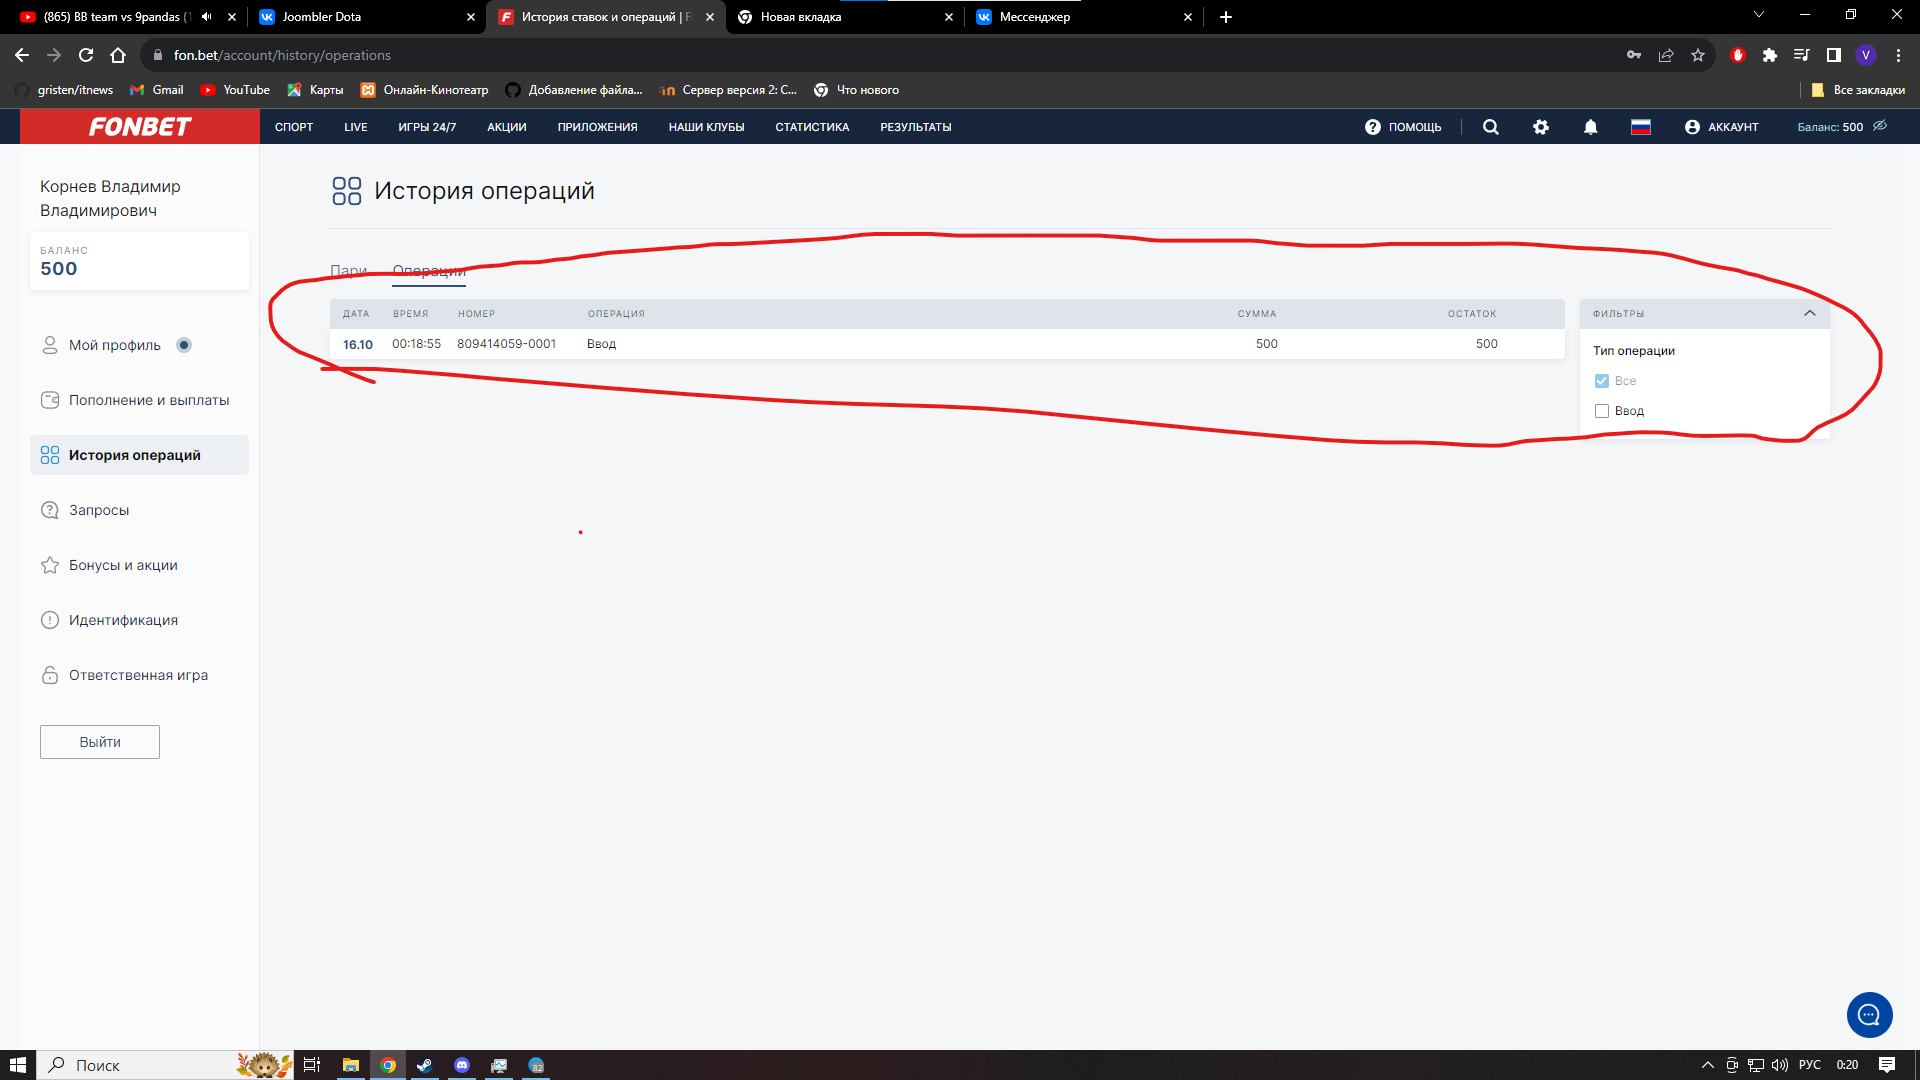 (865) BB team vs 9pandas (1
Joombler Dota
История ставок и операций | F
Новая вкладка
Мессенджер
fon.bet/account/history/operations
gristen/itnews
Gmail
YouTube
Карты
Онлайн-Кинотеатр
Добавление файла...
Сервер версия 2: С...
Что нового
Все закладки
FONBET
СПОРТ
LIVE
ИГРЫ 24/7
АКЦИИ
ПРИЛОЖЕНИЯ
НАШИ КЛУБЫ
СТАТИСТИКА
РЕЗУЛЬТАТЫ
ПОМОЩЬ
АККАУНТ
Баланс: 500
Корнев Владимир
Владимирович
БАЛАНС
500
Мой профиль
Пополнение и выплаты
История операций
Запросы
Бонусы и акции
Идентификация
Ответственная игра
Выйти
История операций
Пари
Операции
ДАТА ВРЕМЯ НОМЕР ОПЕРАЦИЯ СУММА ОСТАТОК
16.10 00:18:55 809414059-0001 Ввод 500 500
ФИЛЬТРЫ
Тип операции
Все
Ввод
Поиск
РУС
0:20